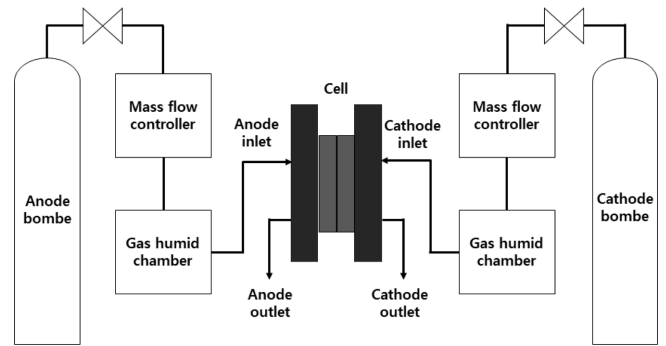 Cell
Mass flow
controller
Anode
inlet
Cathode
inlet
Mass flow
controller
Anode
bombe
Cathode
bombe
Gas humid
chamber
Gas humid
chamber
Anode
outlet
Cathode
outlet